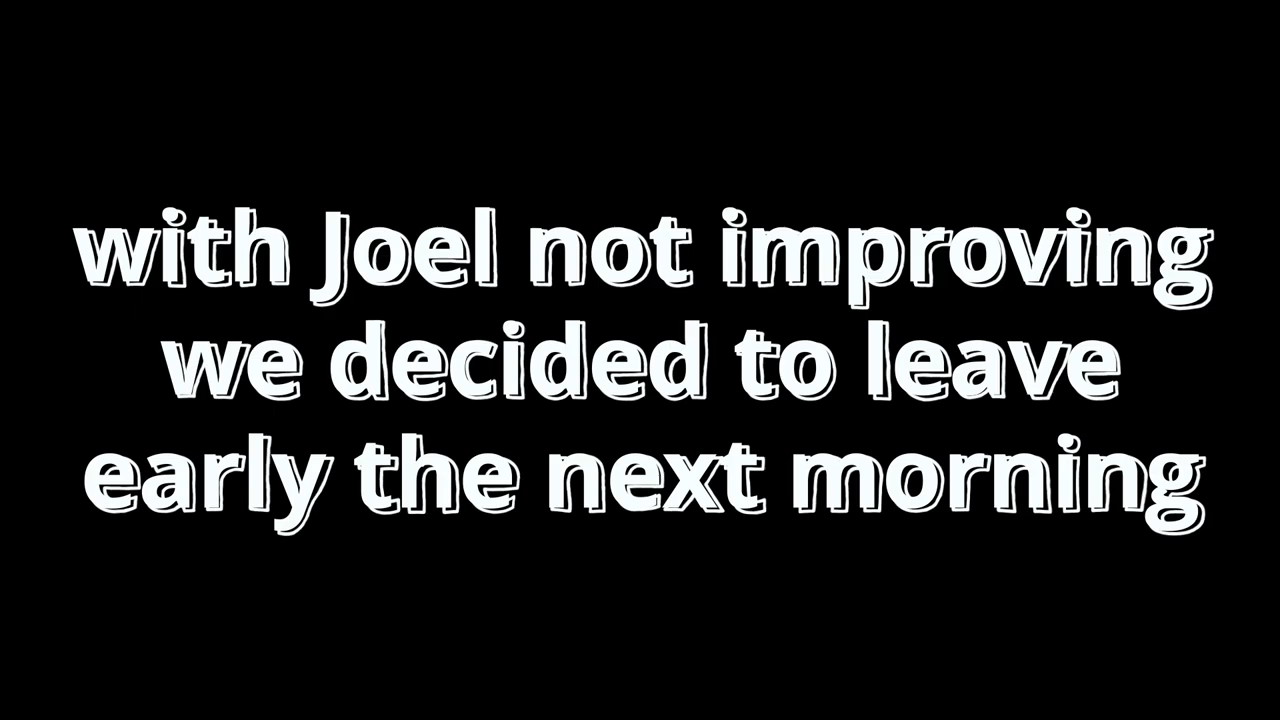 with Joel not improving
we decided to leave
early the next morning